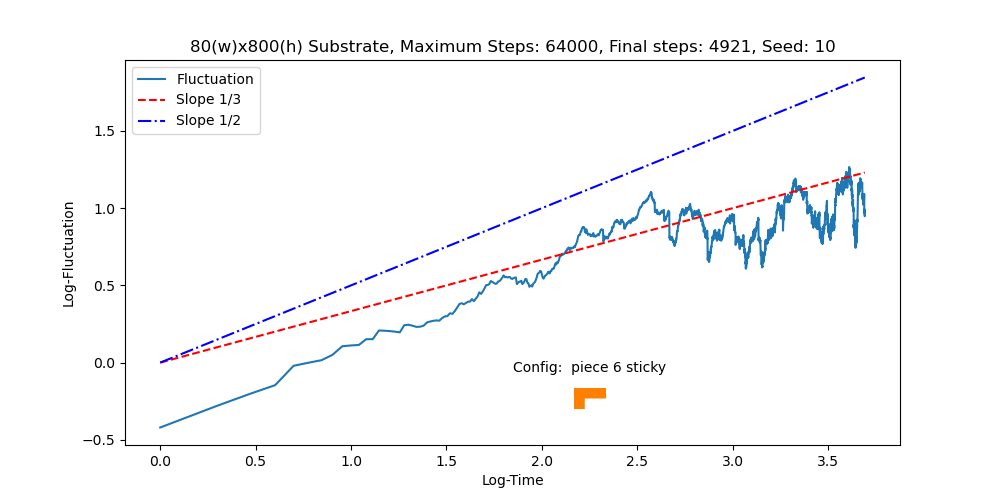 80(w)x800(h) Substrate, Maximum Steps: 64000, Final steps: 4921, Seed: 10
Fluctuation
Slope 1/3
Slope 1/2
1.5
1.0
0.5
0.0
−0.5
Log-Fluctuation
Config:  piece 6 sticky
0.0 0.5 1.0 1.5 2.0 2.5 3.0 3.5
Log-Time